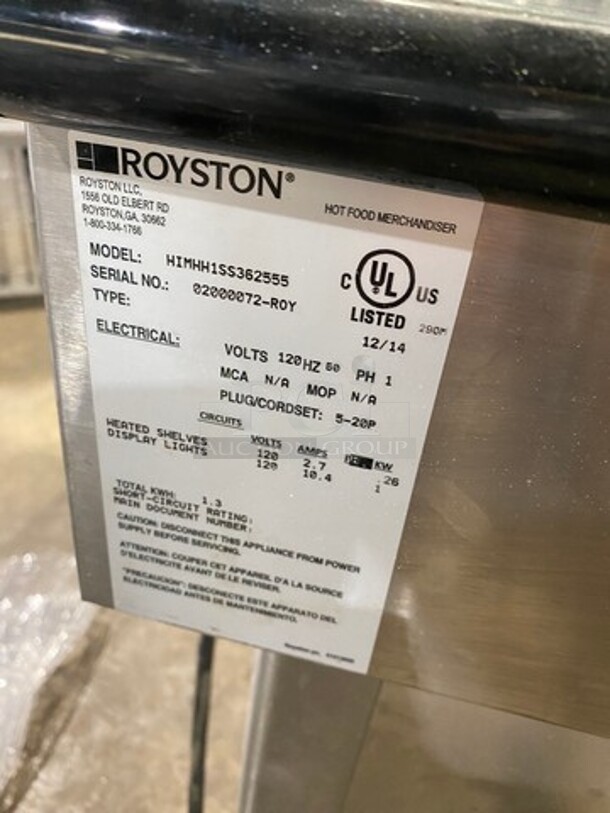 ROYSTON®
ROYSTON LLC,
1556 OLD ELBERT RD
ROYSTON,GA. 30662
1-800-334-1766
HOT FOOD MERCHANDISER
MODEL: HIMHH1SS362555
SERIAL NO.: 02000072-ROY
TYPE:
C UL US
LISTED 290M
12/14
ELECTRICAL:
VOLTS 120 HZ 60 PH 1
MCA N/A MOP N/A
PLUG/CORDSET: 5-20P
CIRCUITS VOLTS AMPS KW
HEATED SHELVES 120 2.7 .26
DISPLAY LIGHTS 120 10.4 1
AUCTION GROUP
TOTAL KWH: 1.3
SHORT-CIRCUIT RATING:
MAIN DOCUMENT NUMBER:
CAUTION: DISCONNECT THIS APPLIANCE FROM POWER
SUPPLY BEFORE SERVICING.
ATTENTION: COUPER CET APPAREIL D'A LA SOURCE
D'ELECTRICITE AVANT DE LE REVISER.
"PRECAUCION": DESCONECTE ESTE APPARATO DEL
ELECTRICIDAD ANTES DE MANTENIMIENTO.